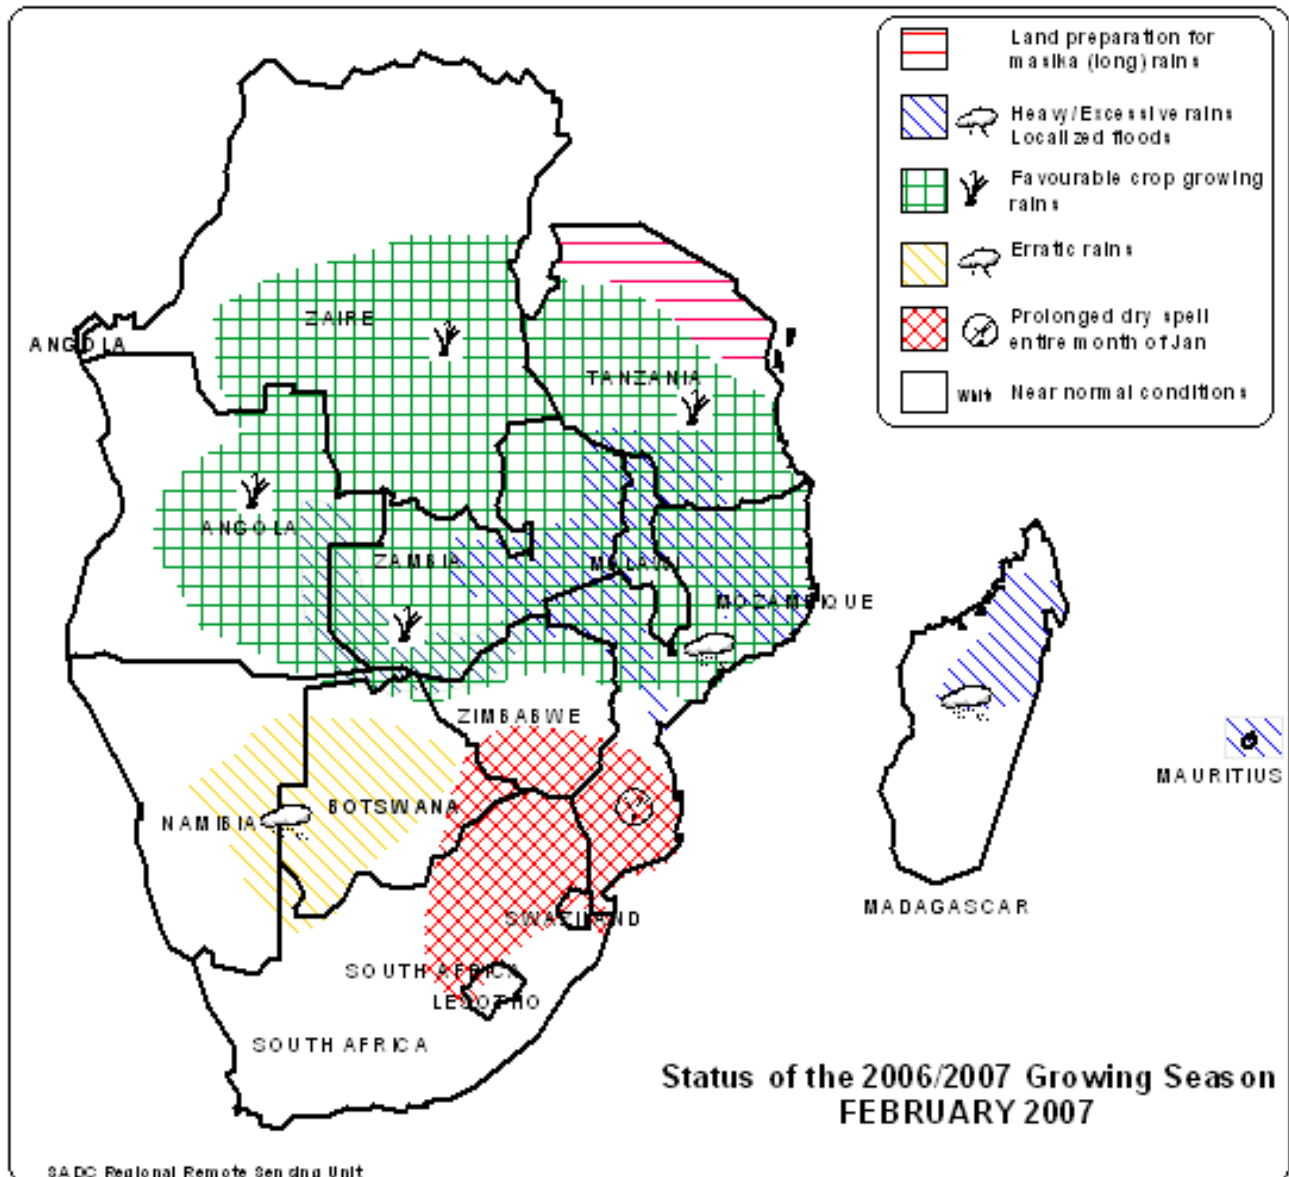 Land preparation for
masika (long) rains
Heavy/Excessive rains
Localized floods
Favourable crop growing
rains
Erratic rains
Prolonged dry spell
entire month of Jan
White Near normal conditions
ZAIRE
ANGOLA
TANZANIA
ANGOLA
ZAMBIA
MALAWI
MOZAMBIQUE
ZIMBABWE
NAMIBIA
BOTSWANA
MAURITIUS
MADAGASCAR
SWAZILAND
SOUTH AFRICA
LESOTHO
SOUTH AFRICA
Status of the 2006/2007 Growing Season
FEBRUARY 2007
SADC Regional Remote Sensing Unit